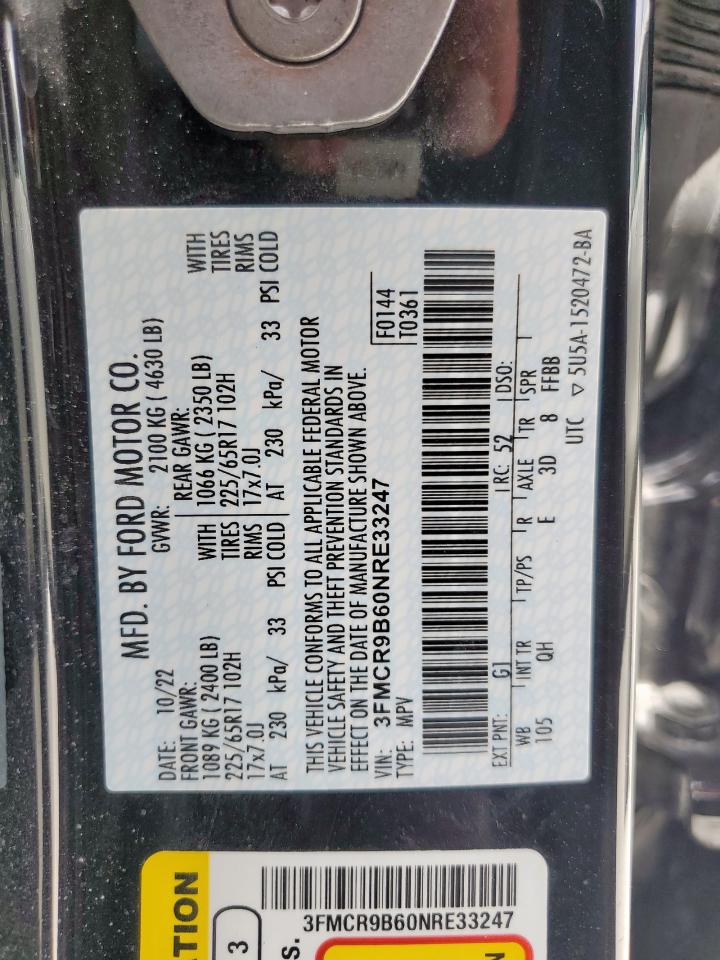 MFD. BY FORD MOTOR CO.
DATE: 10/22 GVWR: 2100 KG ( 4630 LB)
FRONT GAWR: REAR GAWR:
1089 KG ( 2400 LB) WITH 1066 KG ( 2350 LB) WITH
225/65R17 102H TIRES 225/65R17 102H TIRES
17x7.0J RIMS 17x7.0J RIMS
AT 230 kPa/ 33 PSI COLD AT 230 kPa/ 33 PSI COLD
THIS VEHICLE CONFORMS TO ALL APPLICABLE FEDERAL MOTOR
VEHICLE SAFETY AND THEFT PREVENTION STANDARDS IN
EFFECT ON THE DATE OF MANUFACTURE SHOWN ABOVE.
VIN: 3FMCR9B60NRE33247 F0144
TYPE: MPV T0361
EXT PNT: G1 RC: 52 DSO:
WB INT TR TP/PS R AXLE TR SPR
105 QH E 3D 8 FFBB
UTC ▽ 5U5A-1520472-BA
ATION
3
S.
3FMCR9B60NRE33247